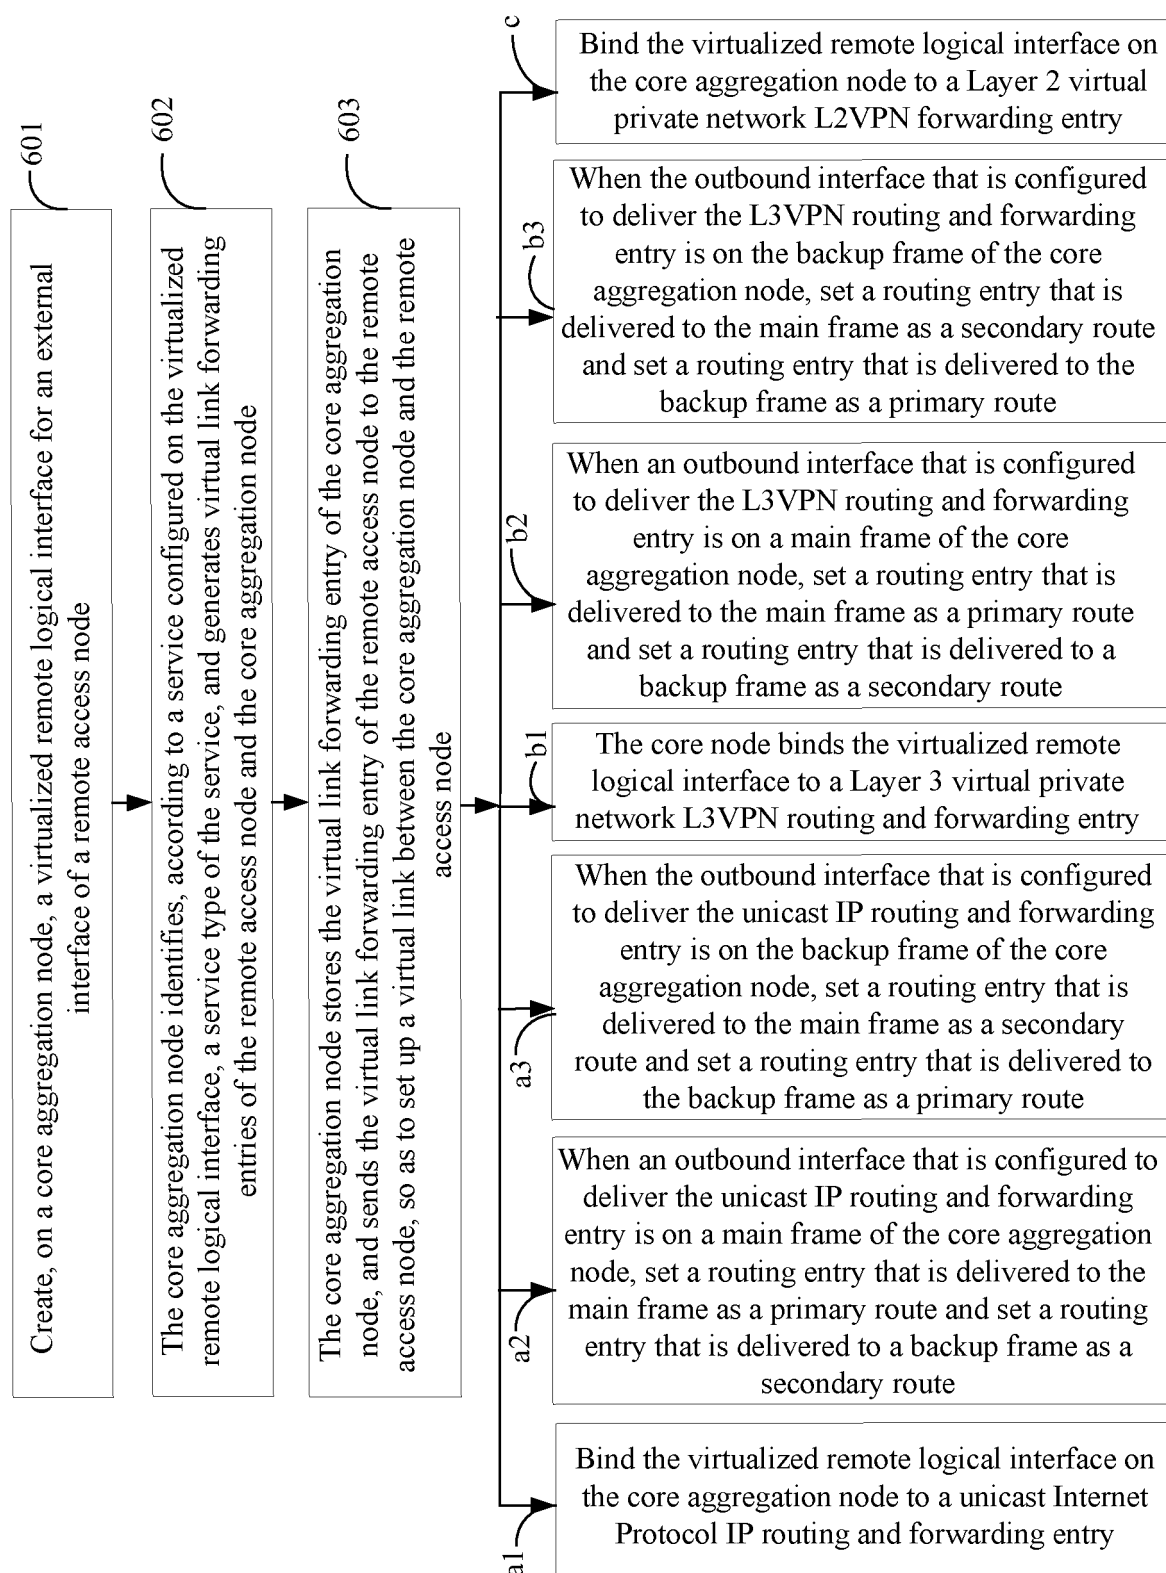 601
Create, on a core aggregation node, a virtualized remote logical interface for an external
interface of a remote access node
602
The core aggregation node identifies, according to a service configured on the virtualized
remote logical interface, a service type of the service, and generates virtual link forwarding
entries of the remote access node and the core aggregation node
603
The core aggregation node stores the virtual link forwarding entry of the core aggregation
node, and sends the virtual link forwarding entry of the remote access node to the remote
access node, so as to set up a virtual link between the core aggregation node and the remote
access node
c
Bind the virtualized remote logical interface on
the core aggregation node to a Layer 2 virtual
private network L2VPN forwarding entry
b3
When the outbound interface that is configured
to deliver the L3VPN routing and forwarding
entry is on the backup frame of the core
aggregation node, set a routing entry that is
delivered to the main frame as a secondary route
and set a routing entry that is delivered to the
backup frame as a primary route
b2
When an outbound interface that is configured
to deliver the L3VPN routing and forwarding
entry is on a main frame of the core
aggregation node, set a routing entry that is
delivered to the main frame as a primary route
and set a routing entry that is delivered to a
backup frame as a secondary route
b1
The core node binds the virtualized remote
logical interface to a Layer 3 virtual private
network L3VPN routing and forwarding entry
a3
When the outbound interface that is configured
to deliver the unicast IP routing and forwarding
entry is on the backup frame of the core
aggregation node, set a routing entry that is
delivered to the main frame as a secondary
route and set a routing entry that is delivered to
the backup frame as a primary route
a2
When an outbound interface that is configured to
deliver the unicast IP routing and forwarding
entry is on a main frame of the core aggregation
node, set a routing entry that is delivered to the
main frame as a primary route and set a routing
entry that is delivered to a backup frame as a
secondary route
a1
Bind the virtualized remote logical interface on
the core aggregation node to a unicast Internet
Protocol IP routing and forwarding entry